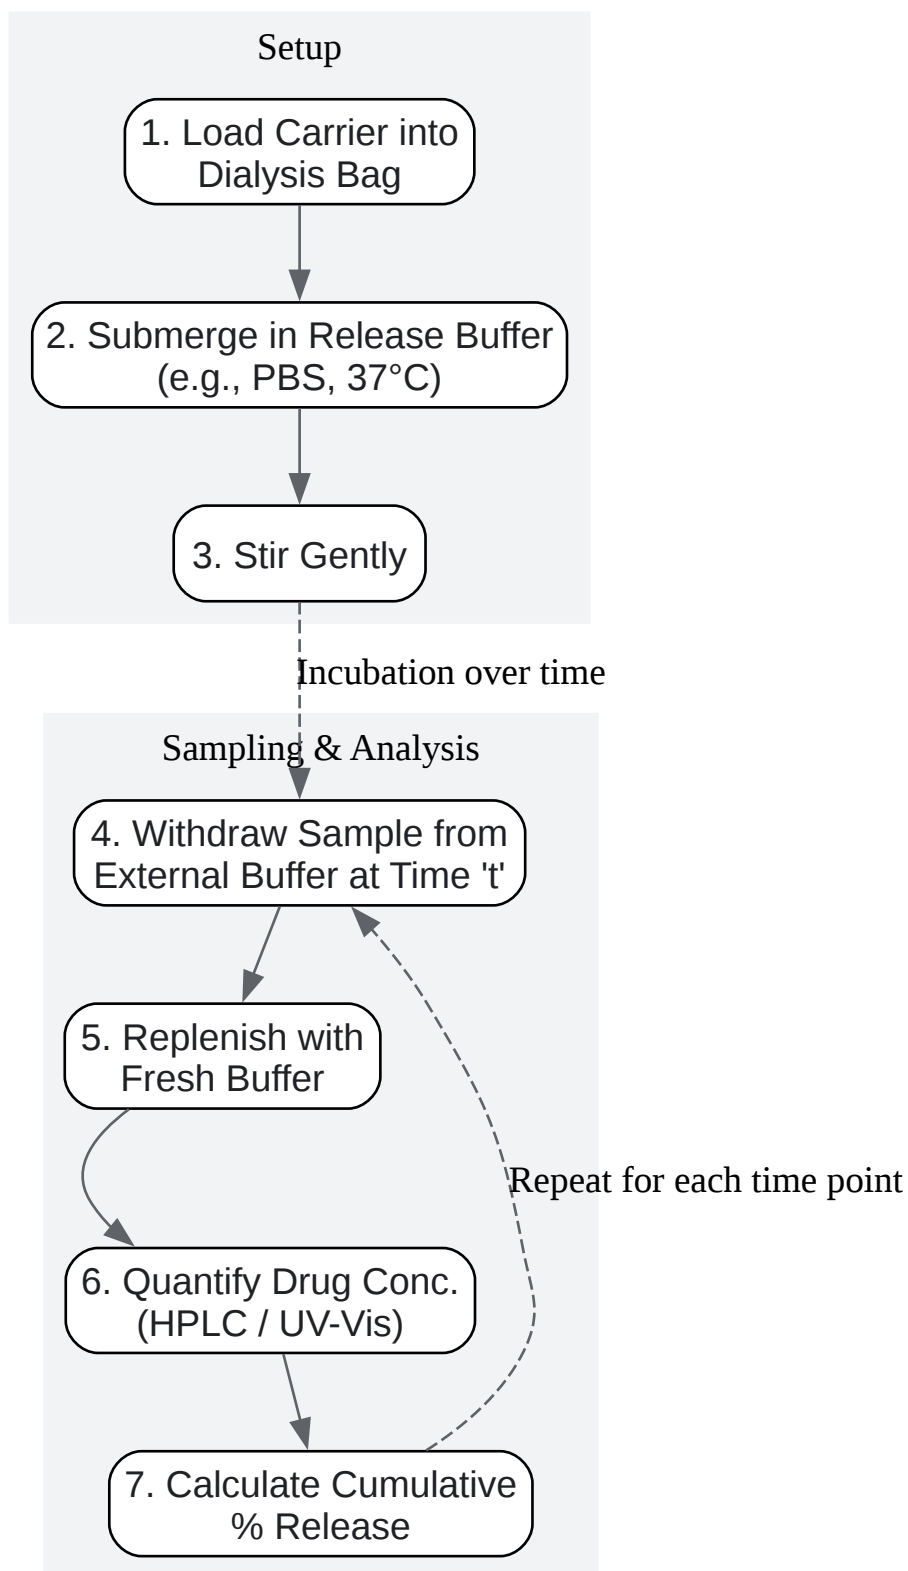 Setup
1. Load Carrier into
Dialysis Bag
2. Submerge in Release Buffer
(e.g., PBS, 37°C)
3. Stir Gently
Incubation over time
Sampling & Analysis
4. Withdraw Sample from
External Buffer at Time 't'
5. Replenish with
Fresh Buffer
Repeat for each time point
6. Quantify Drug Conc.
(HPLC / UV-Vis)
7. Calculate Cumulative
% Release